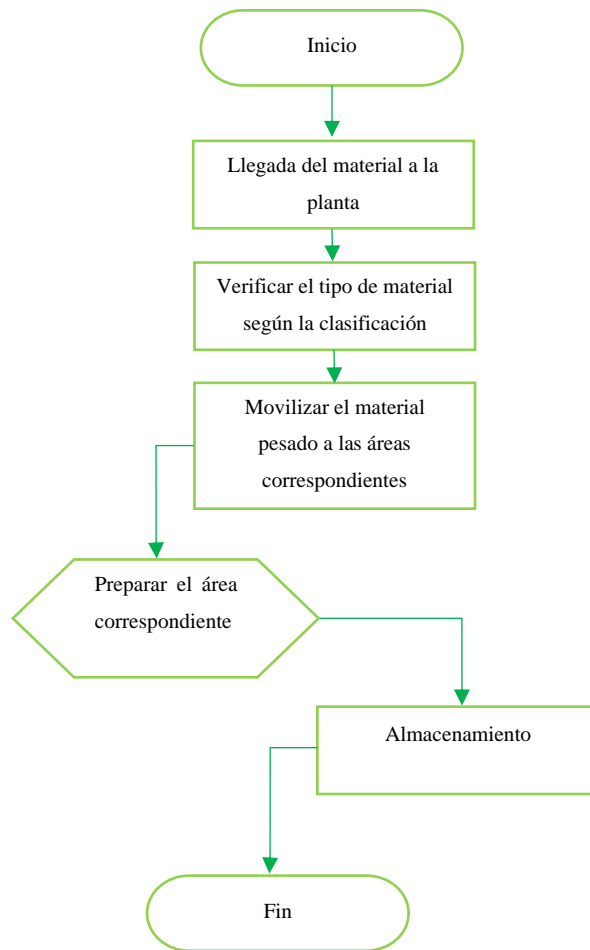 Inicio
Llegada del material a la
planta
Verificar el tipo de material
según la clasificación
Movilizar el material
pesado a las áreas
correspondientes
Preparar el área
correspondiente
Almacenamiento
Fin